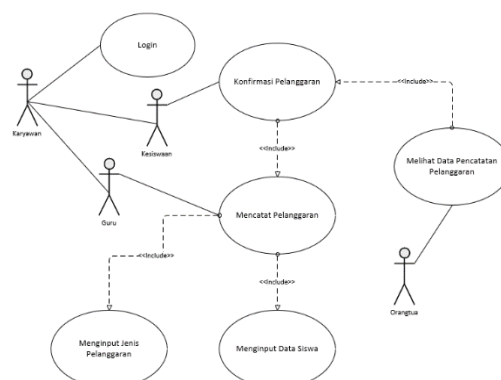 Login
Konfirmasi Pelanggaran
<<Include>>
Karyawan
Kesiswaan
<<Include>>
Melihat Data Pencatatan
Pelanggaran
Mencatat Pelanggaran
Guru
<<Include>>
<<Include>>
Orangtua
Menginput Jenis
Pelanggaran
Menginput Data Siswa